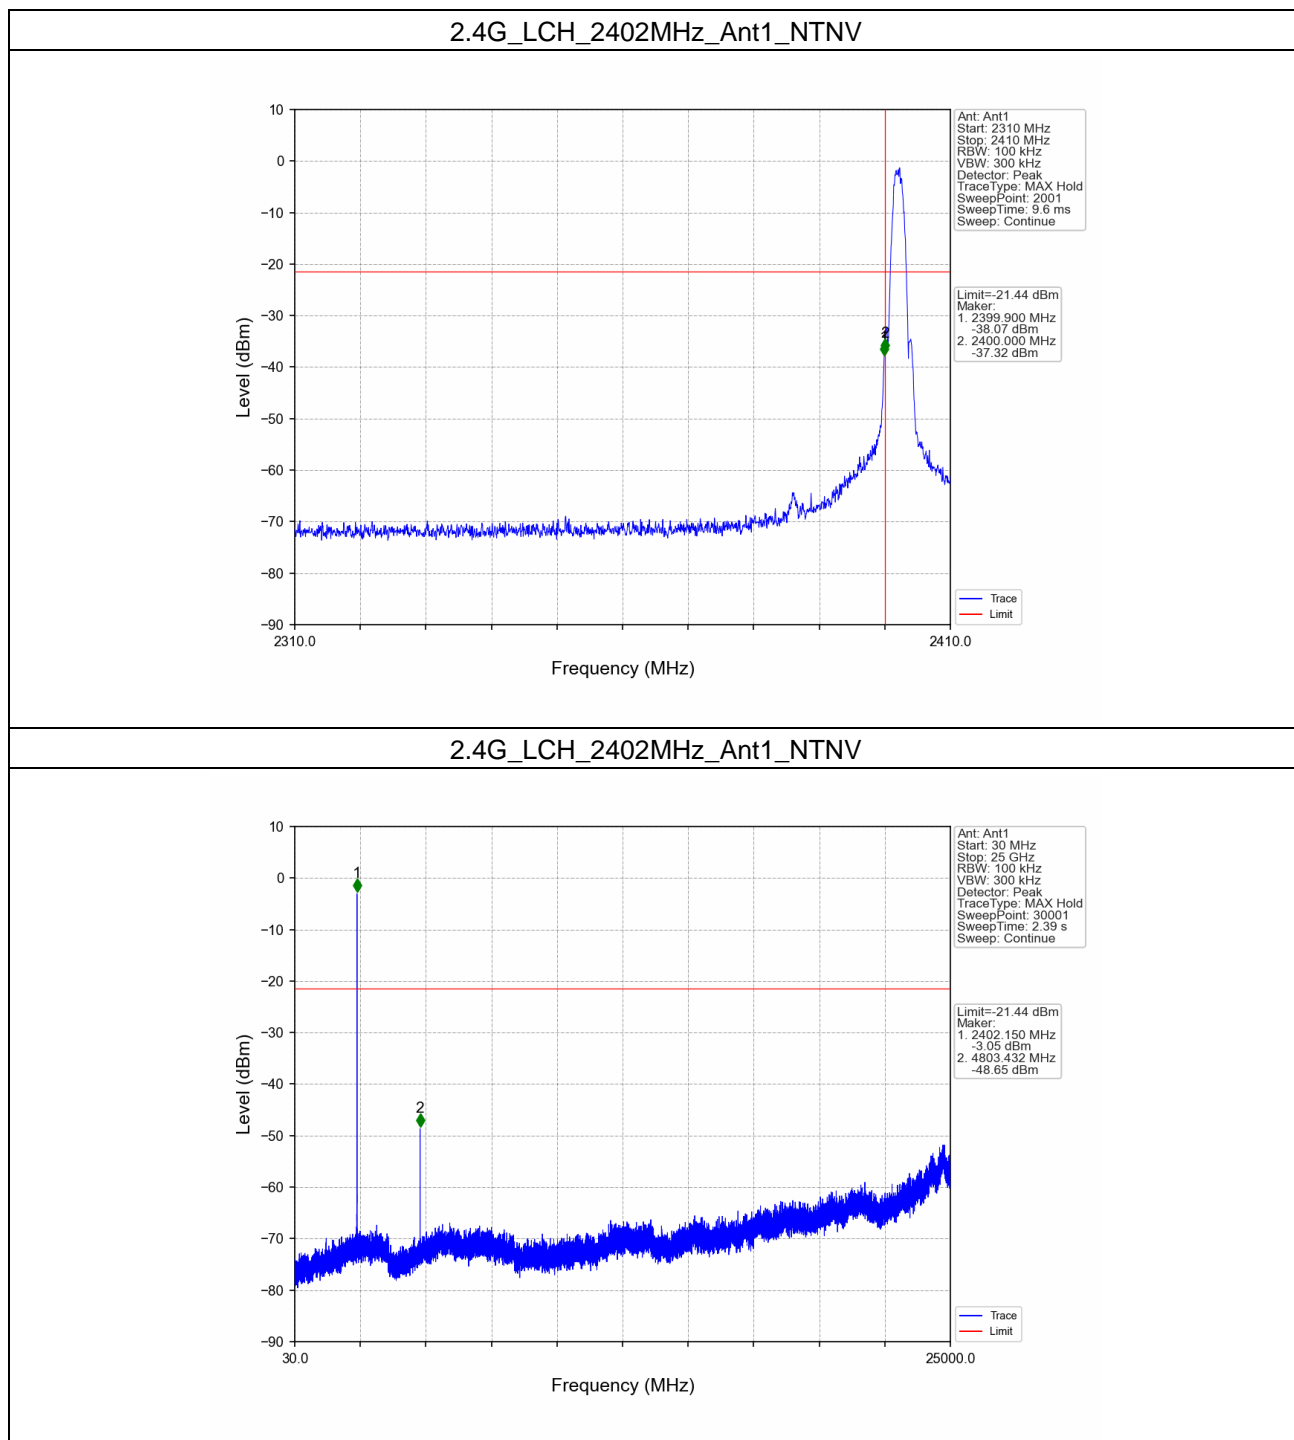 2.4G_LCH_2402MHz_Ant1_NTNV
10
0
−10
−20
−30
−40
−50
−60
−70
−80
−90
Level (dBm)
2310.0
2410.0
Frequency (MHz)
2
Ant: Ant1
Start: 2310 MHz
Stop: 2410 MHz
RBW: 100 kHz
VBW: 300 kHz
Detector: Peak
TraceType: MAX Hold
SweepPoint: 2001
SweepTime: 9.6 ms
Sweep: Continue
Limit=-21.44 dBm
Maker:
1. 2399.900 MHz
-38.07 dBm
2. 2400.000 MHz
-37.32 dBm
Trace
Limit
2.4G_LCH_2402MHz_Ant1_NTNV
10
0
−10
−20
−30
−40
−50
−60
−70
−80
−90
Level (dBm)
30.0
25000.0
Frequency (MHz)
1
2
Ant: Ant1
Start: 30 MHz
Stop: 25 GHz
RBW: 100 kHz
VBW: 300 kHz
Detector: Peak
TraceType: MAX Hold
SweepPoint: 30001
SweepTime: 2.39 s
Sweep: Continue
Limit=-21.44 dBm
Maker:
1. 2402.150 MHz
-3.05 dBm
2. 4803.432 MHz
-48.65 dBm
Trace
Limit